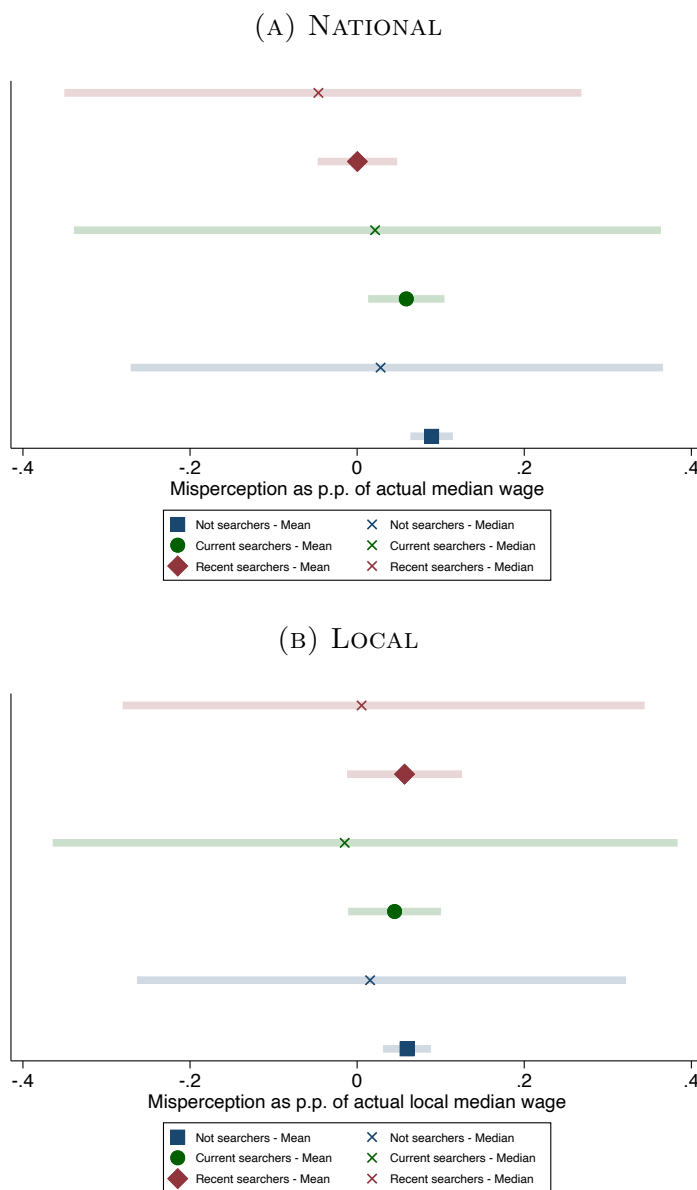 (A) NATIONAL
-.4 -.2 0 .2 .4
Misperception as p.p. of actual median wage
Not searchers - Mean Not searchers - Median
Current searchers - Mean Current searchers - Median
Recent searchers - Mean Recent searchers - Median
(B) LOCAL
-.4 -.2 0 .2 .4
Misperception as p.p. of actual local median wage
Not searchers - Mean Not searchers - Median
Current searchers - Mean Current searchers - Median
Recent searchers - Mean Recent searchers - Median